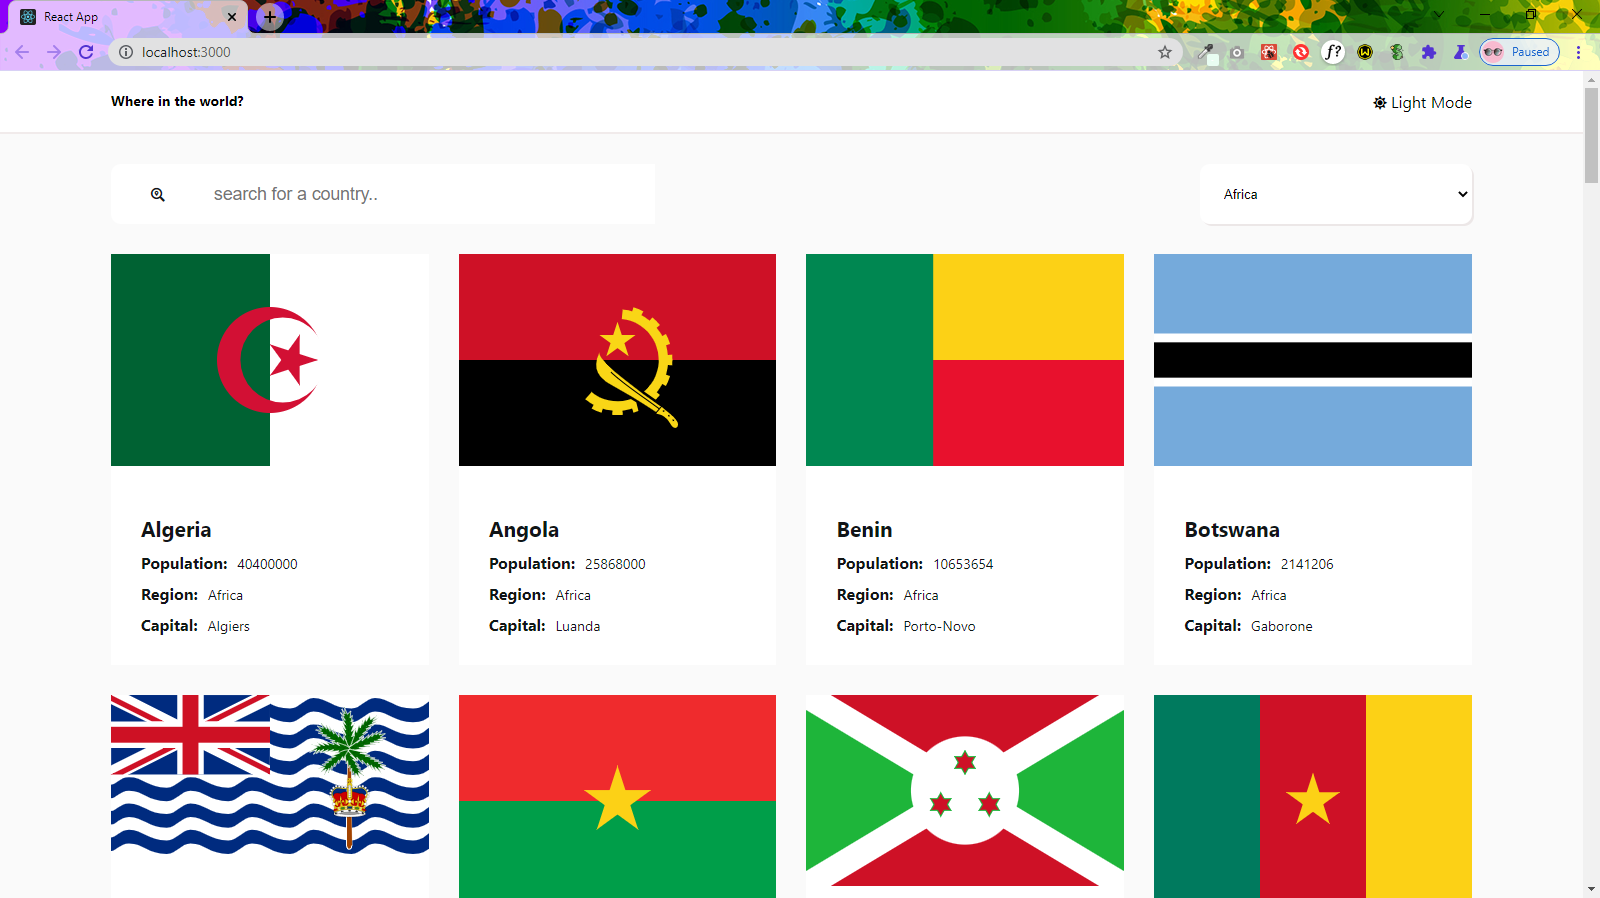 React App
localhost:3000
Paused
Where in the world?
Light Mode
search for a country..
Africa
Algeria
Population: 40400000
Region: Africa
Capital: Algiers
Angola
Population: 25868000
Region: Africa
Capital: Luanda
Benin
Population: 10653654
Region: Africa
Capital: Porto-Novo
Botswana
Population: 2141206
Region: Africa
Capital: Gaborone